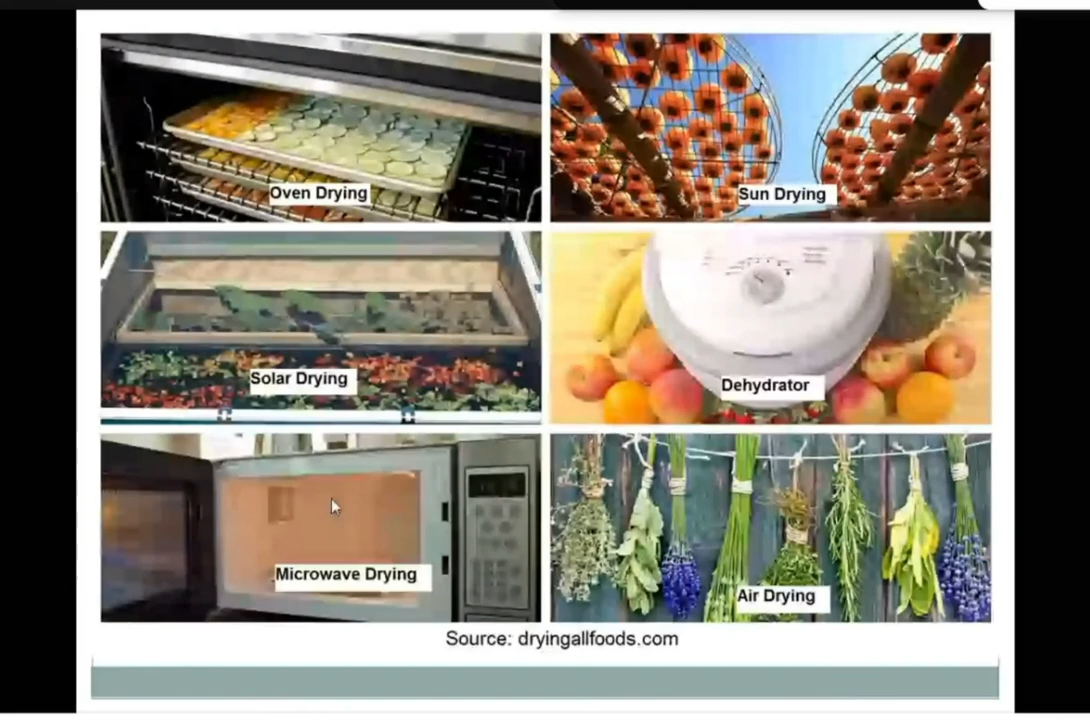 Oven Drying
Sun Drying
Solar Drying
Dehydrator
Microwave Drying
Air Drying
Source: dryingallfoods.com